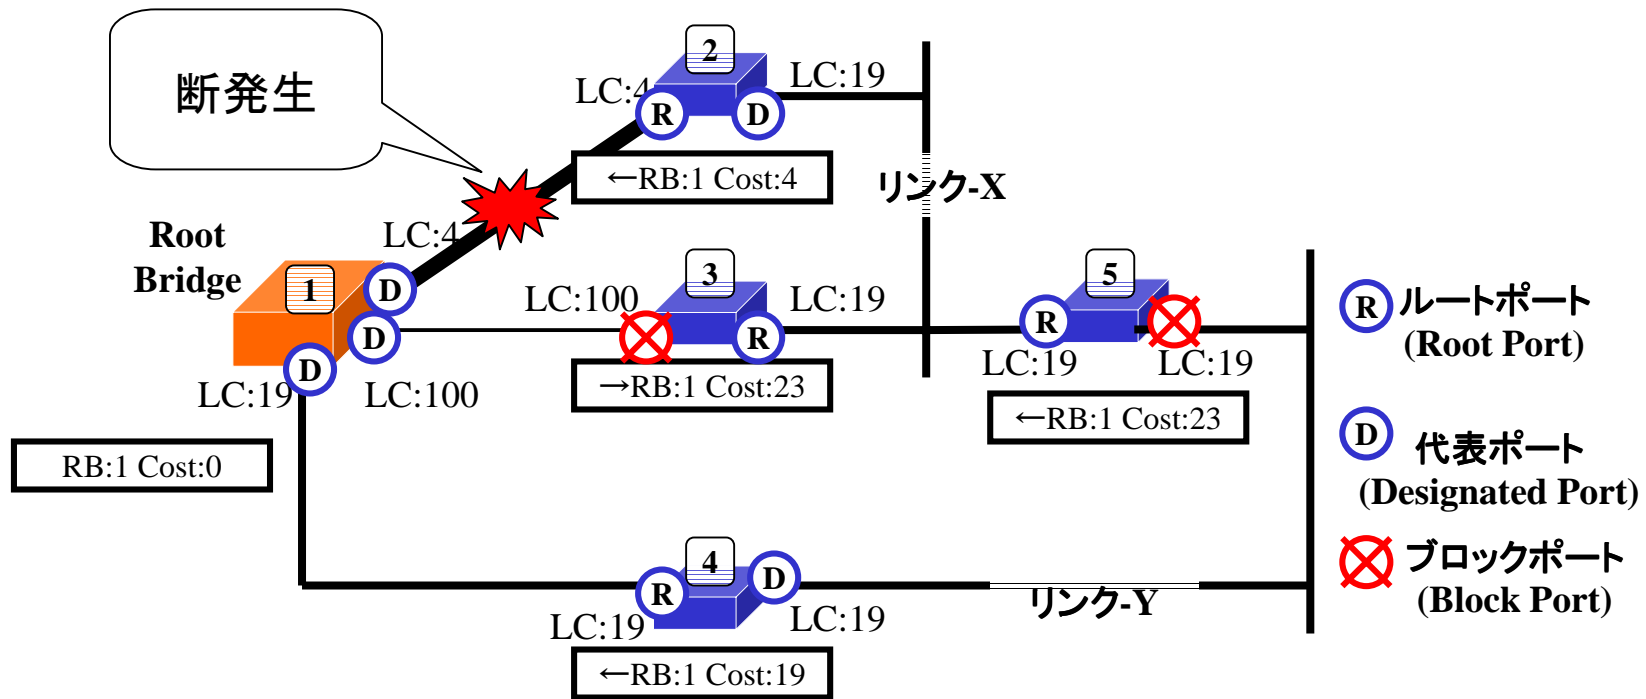 断発生
2
LC:4
LC:19
R
D
←RB:1 Cost:4
リンク-X
Root
Bridge
LC:4
1
D
D
D
LC:19
LC:100
RB:1 Cost:0
LC:100
3
LC:19
R
→RB:1 Cost:23
5
R
LC:19
LC:19
←RB:1 Cost:23
4
R
D
LC:19
LC:19
リンク-Y
←RB:1 Cost:19
R
ルートポート
(Root Port)
D
代表ポート
(Designated Port)
ブロックポート
(Block Port)